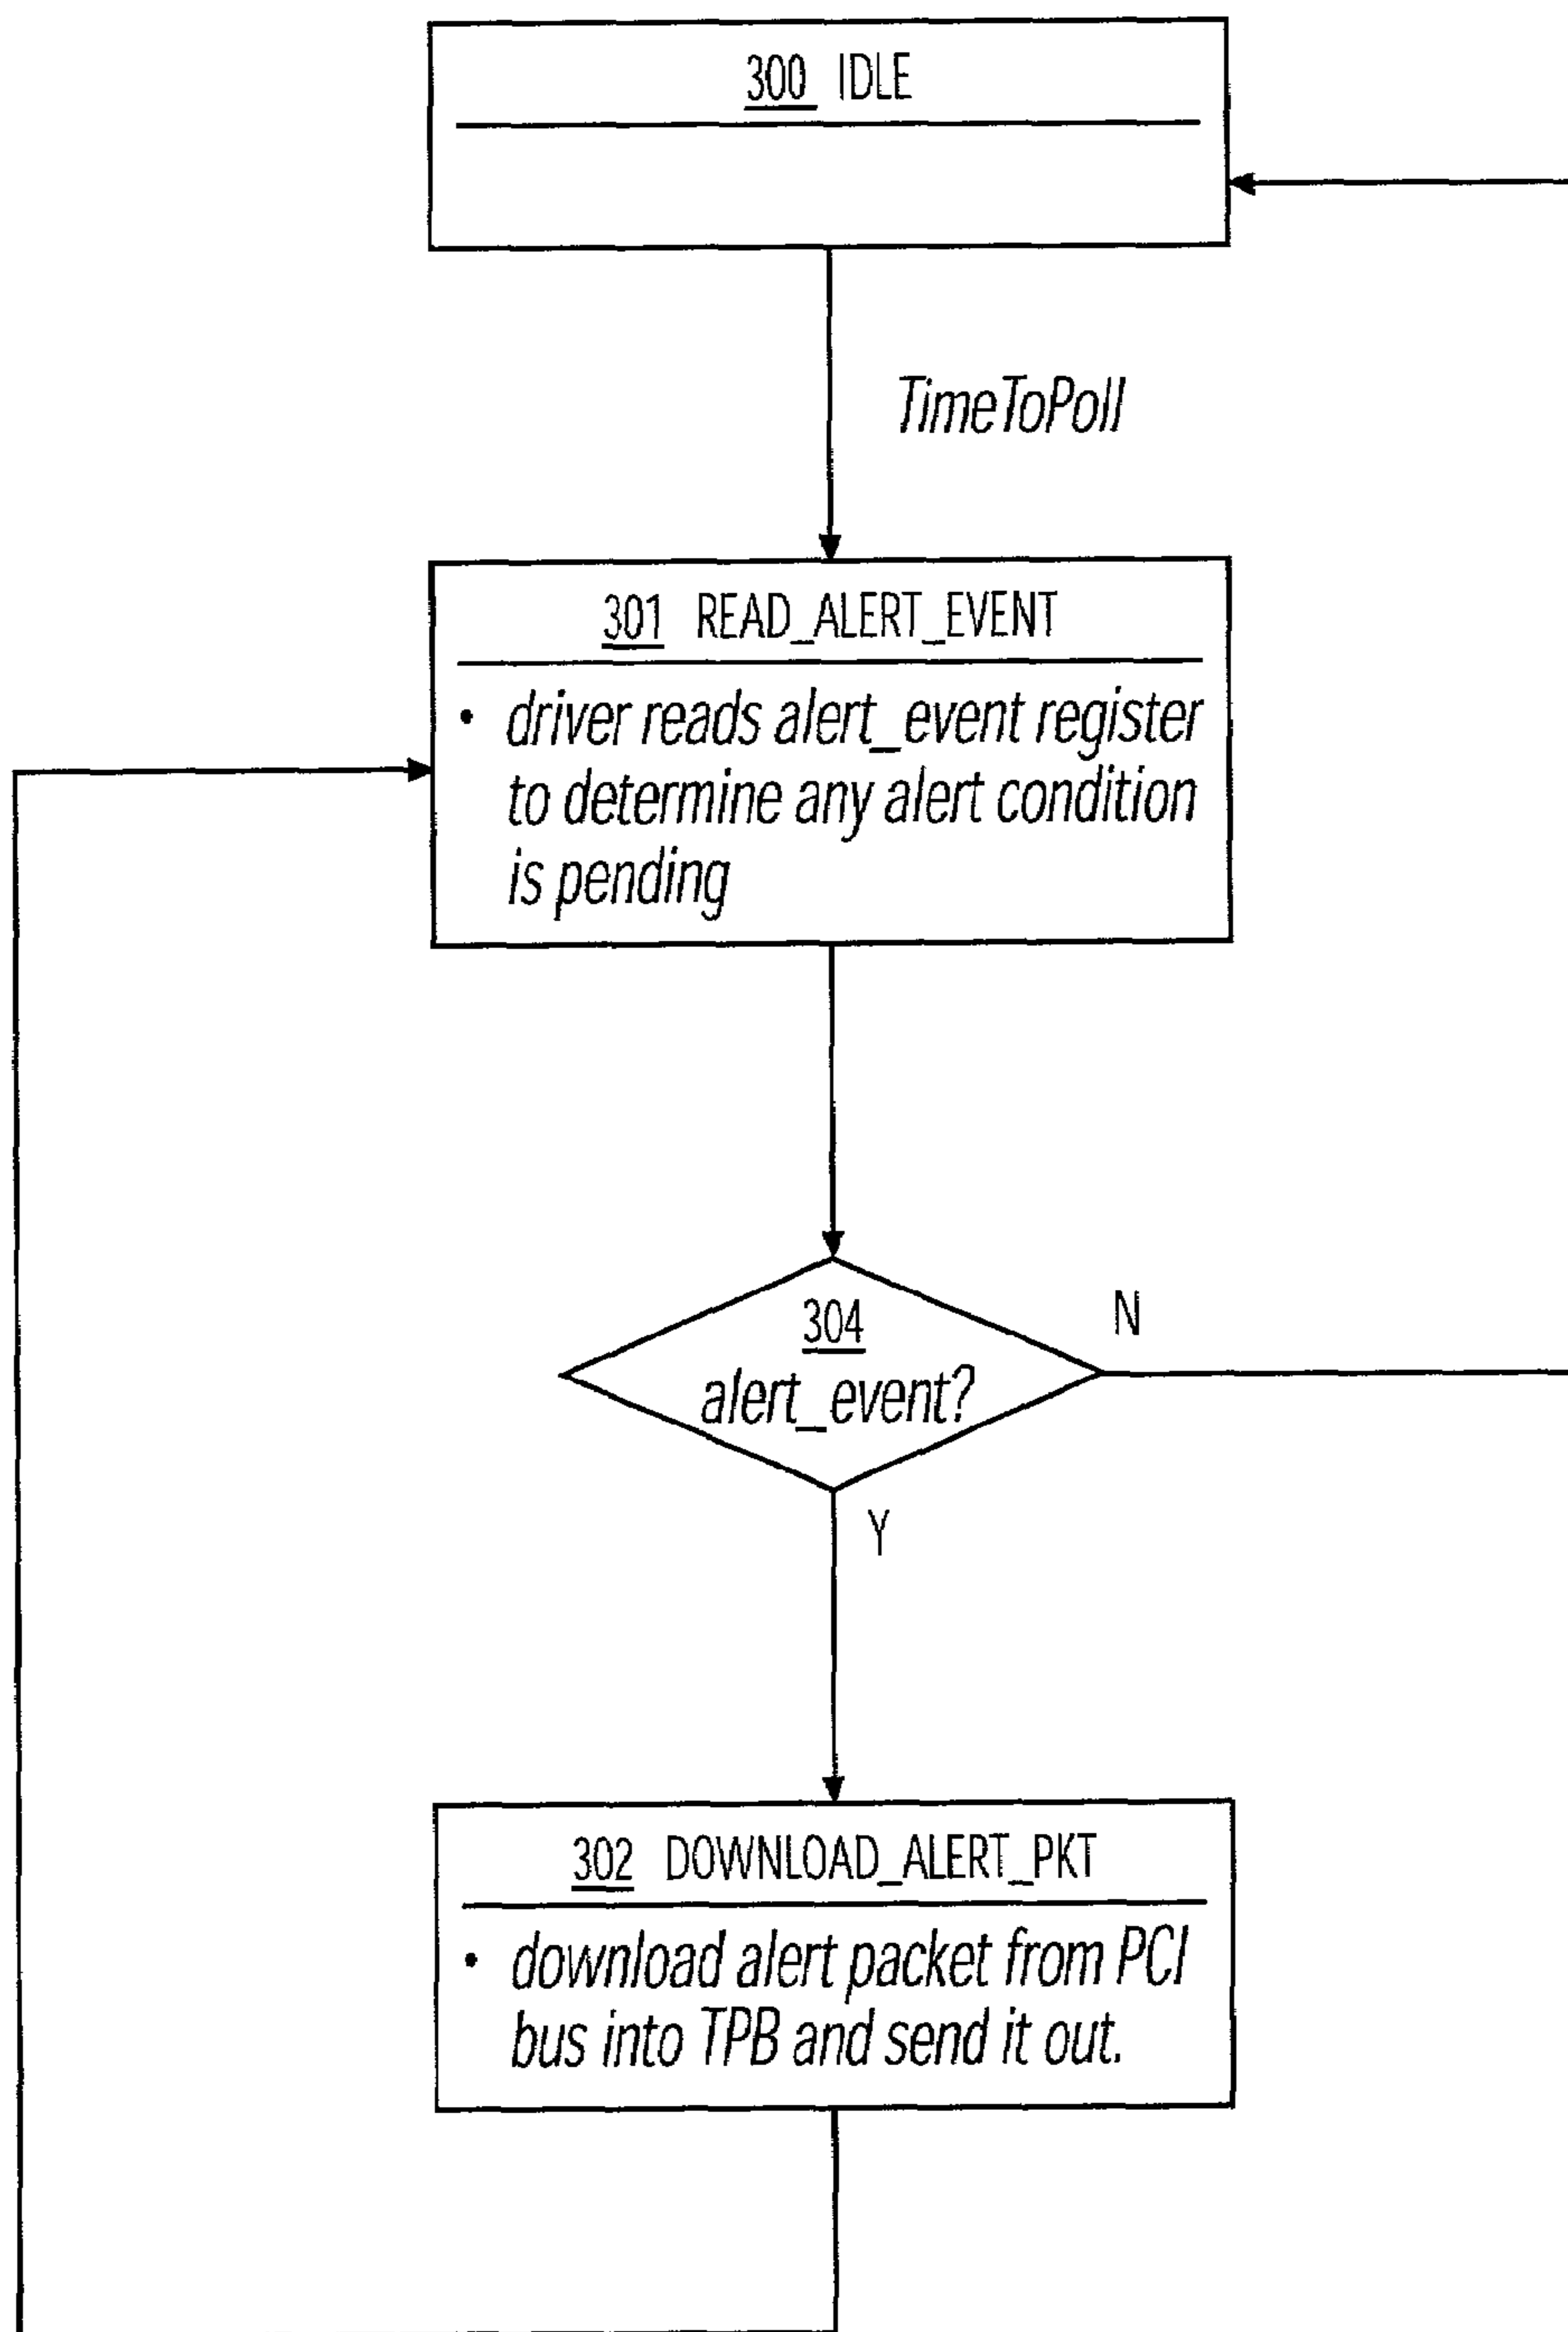 300 IDLE
TimeToPoll
301 READ_ALERT_EVENT
• driver reads alert_event register
to determine any alert condition
is pending
304
alert_event?
N
Y
302 DOWNLOAD_ALERT_PKT
• download alert packet from PCI
bus into TPB and send it out.